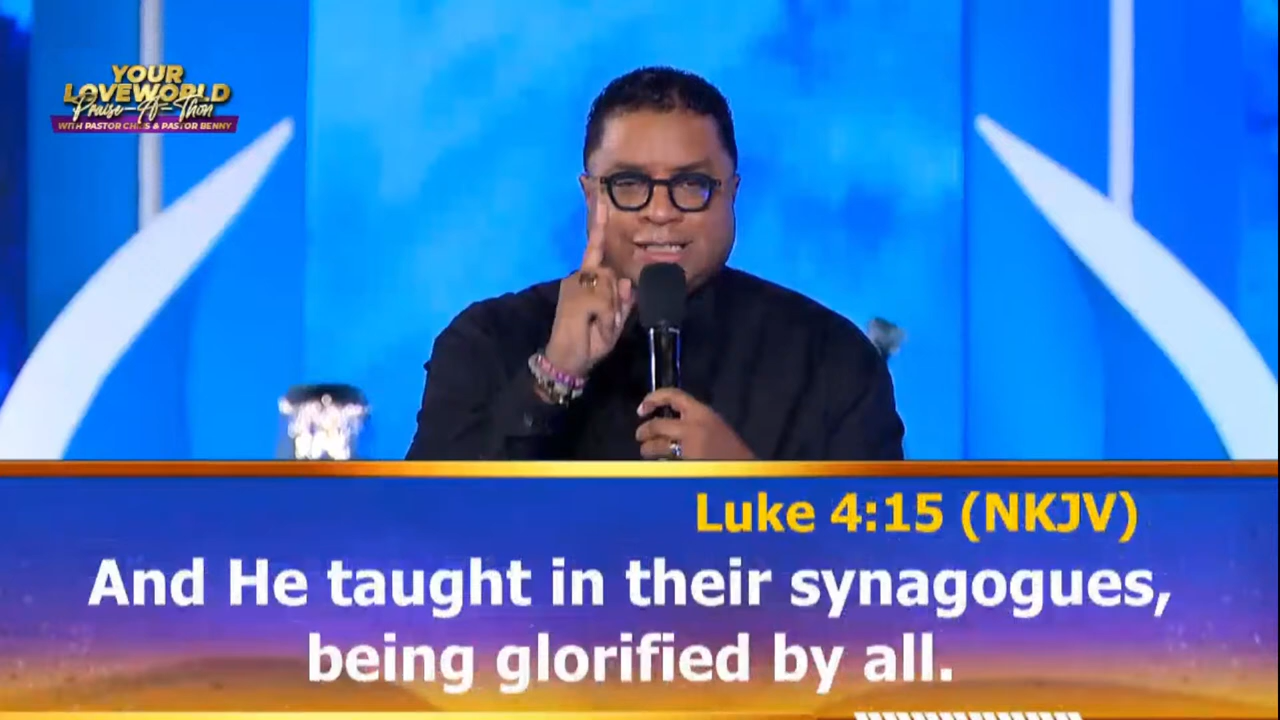 YOUR
LOVEWORLD
Praise-A-Thon
WITH PASTOR CHRIS & PASTOR BENNY
Luke 4:15 (NKJV)
And He taught in their synagogues,
being glorified by all.